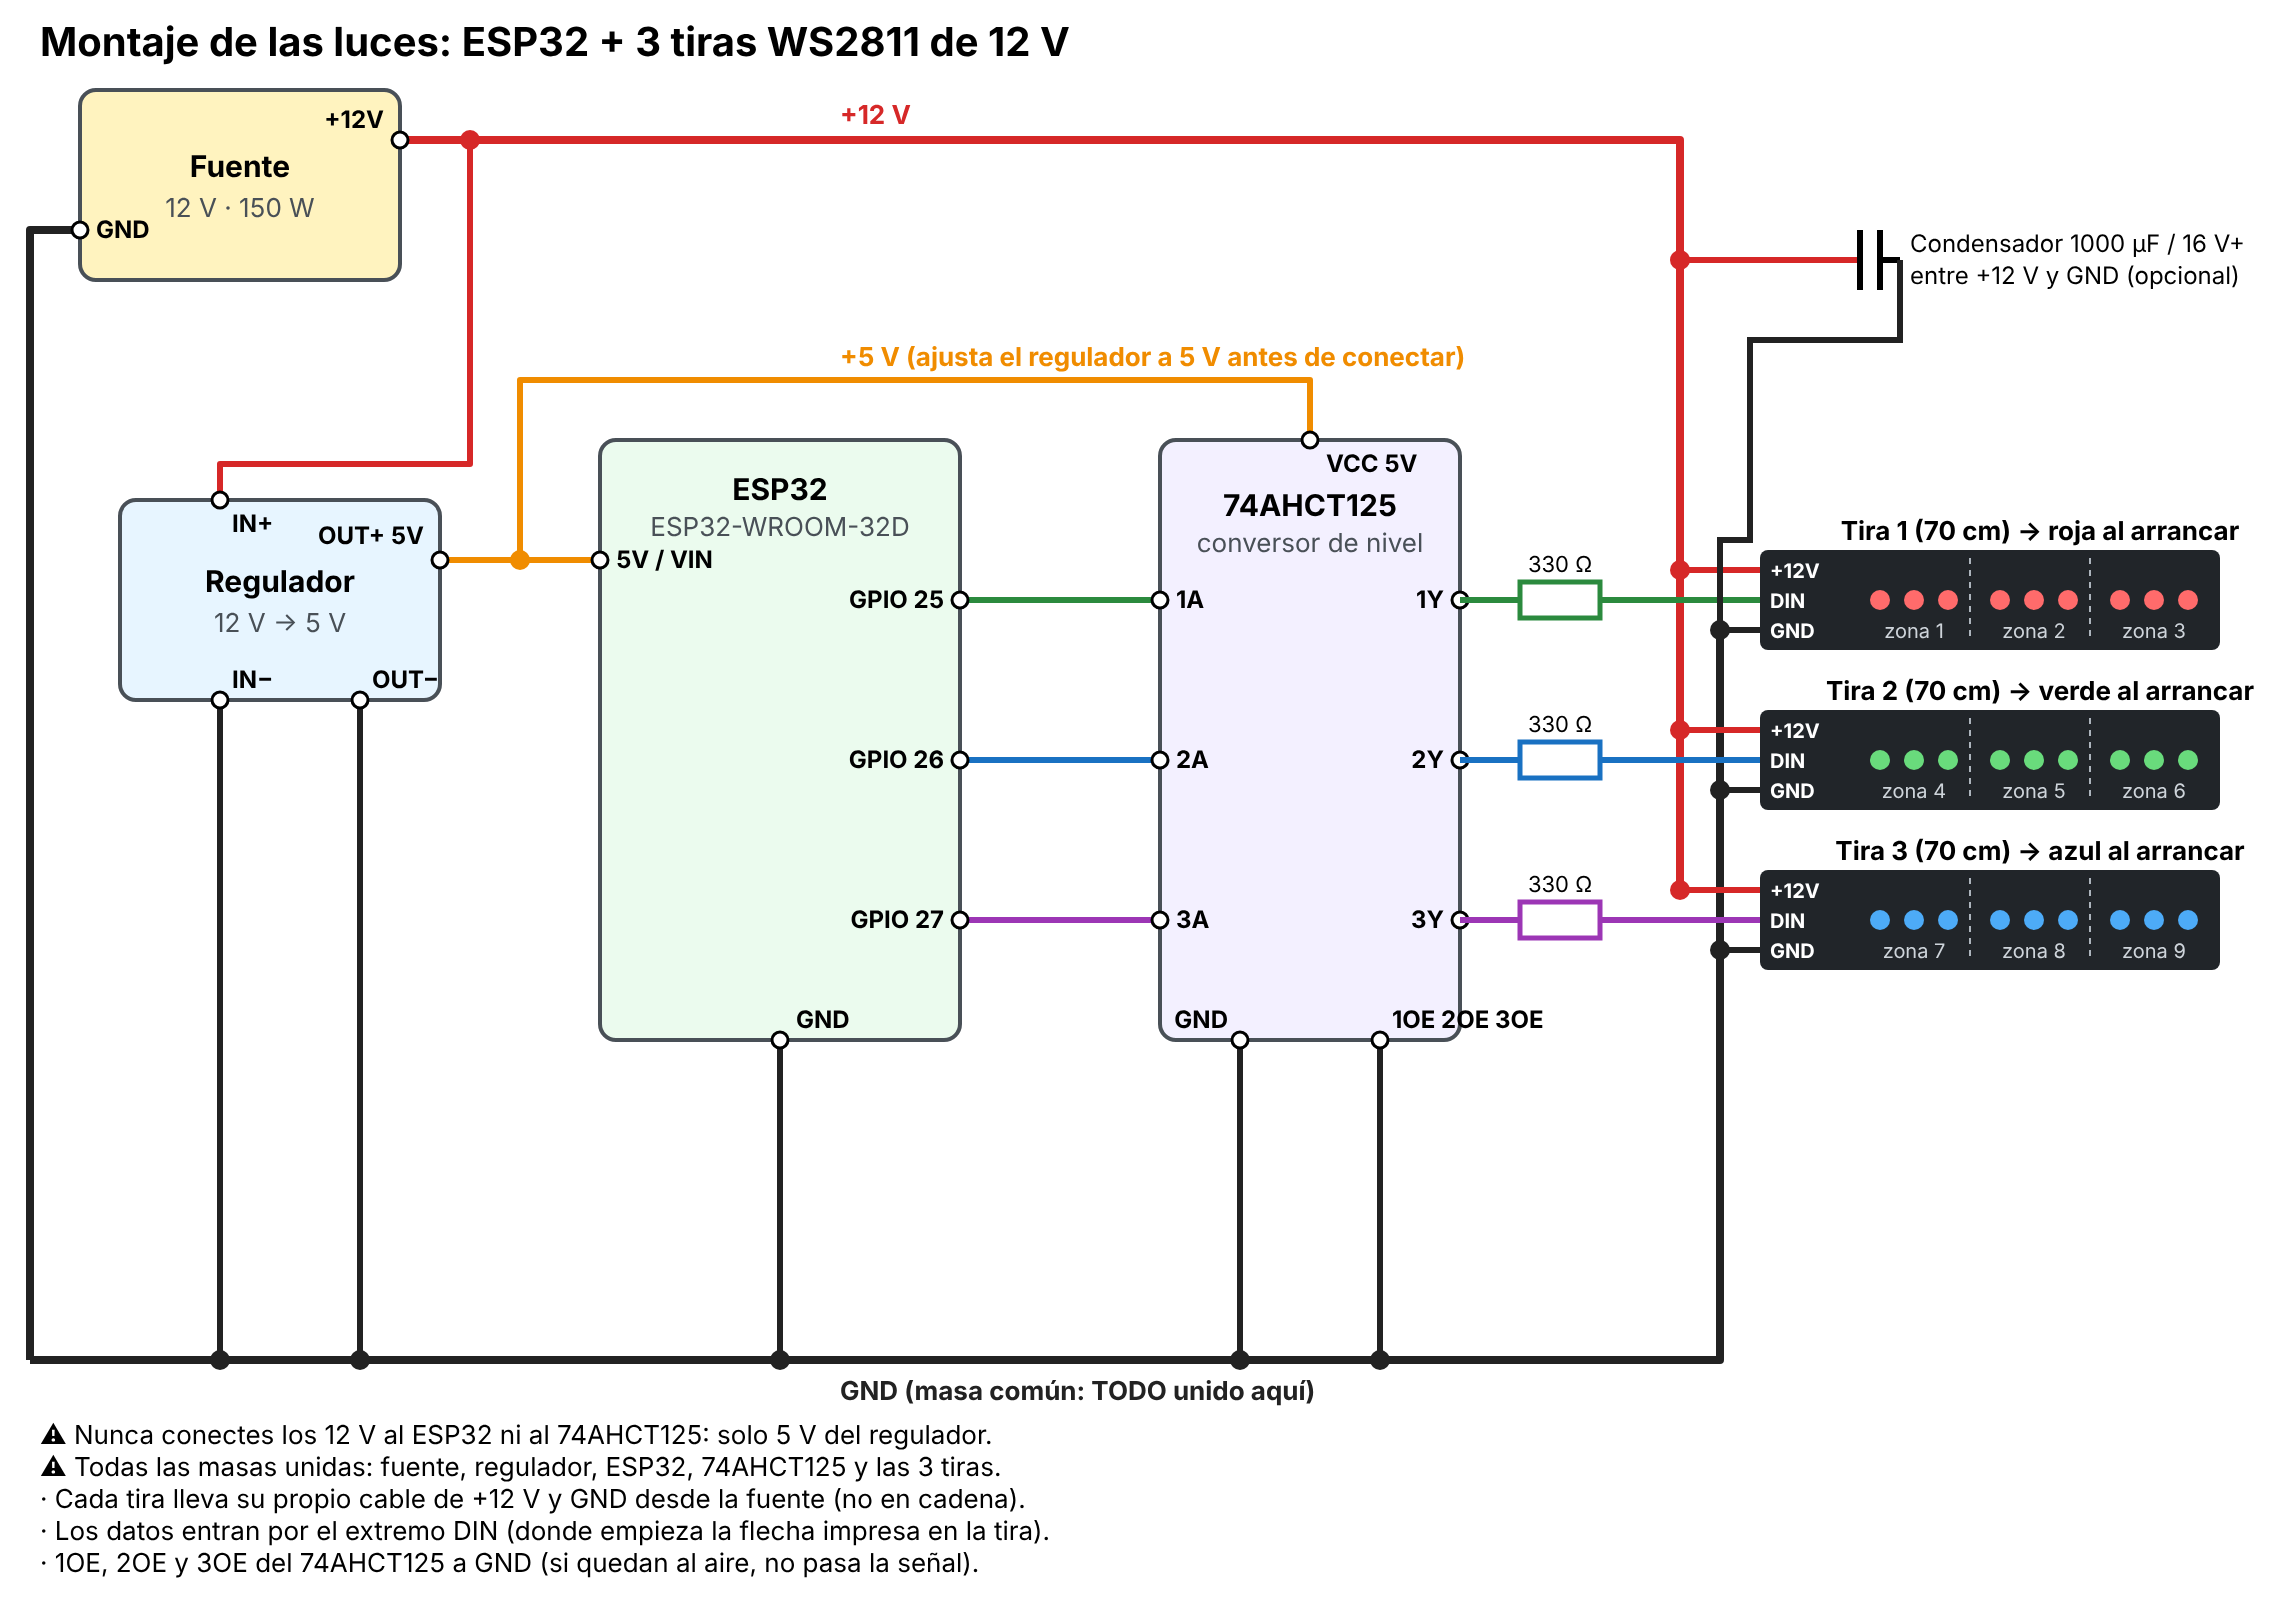 Montaje de las luces: ESP32 + 3 tiras WS2811 de 12 V
+12V
Fuente
12 V · 150 W
GND
+12 V
Condensador 1000 µF / 16 V+
entre +12 V y GND (opcional)
+5 V (ajusta el regulador a 5 V antes de conectar)
IN+
OUT+ 5V
Regulador
12 V → 5 V
IN−
OUT−
ESP32
ESP32-WROOM-32D
5V / VIN
GPIO 25
GPIO 26
GPIO 27
GND
VCC 5V
74AHCT125
conversor de nivel
1A
1Y
2A
2Y
3A
3Y
GND
1OE 2OE 3OE
330 Ω
330 Ω
330 Ω
Tira 1 (70 cm) → roja al arrancar
+12V
DIN
GND
zona 1
zona 2
zona 3
Tira 2 (70 cm) → verde al arrancar
+12V
DIN
GND
zona 4
zona 5
zona 6
Tira 3 (70 cm) → azul al arrancar
+12V
DIN
GND
zona 7
zona 8
zona 9
GND (masa común: TODO unido aquí)
⚠ Nunca conectes los 12 V al ESP32 ni al 74AHCT125: solo 5 V del regulador.
⚠ Todas las masas unidas: fuente, regulador, ESP32, 74AHCT125 y las 3 tiras.
· Cada tira lleva su propio cable de +12 V y GND desde la fuente (no en cadena).
· Los datos entran por el extremo DIN (donde empieza la flecha impresa en la tira).
· 1OE, 2OE y 3OE del 74AHCT125 a GND (si quedan al aire, no pasa la señal).